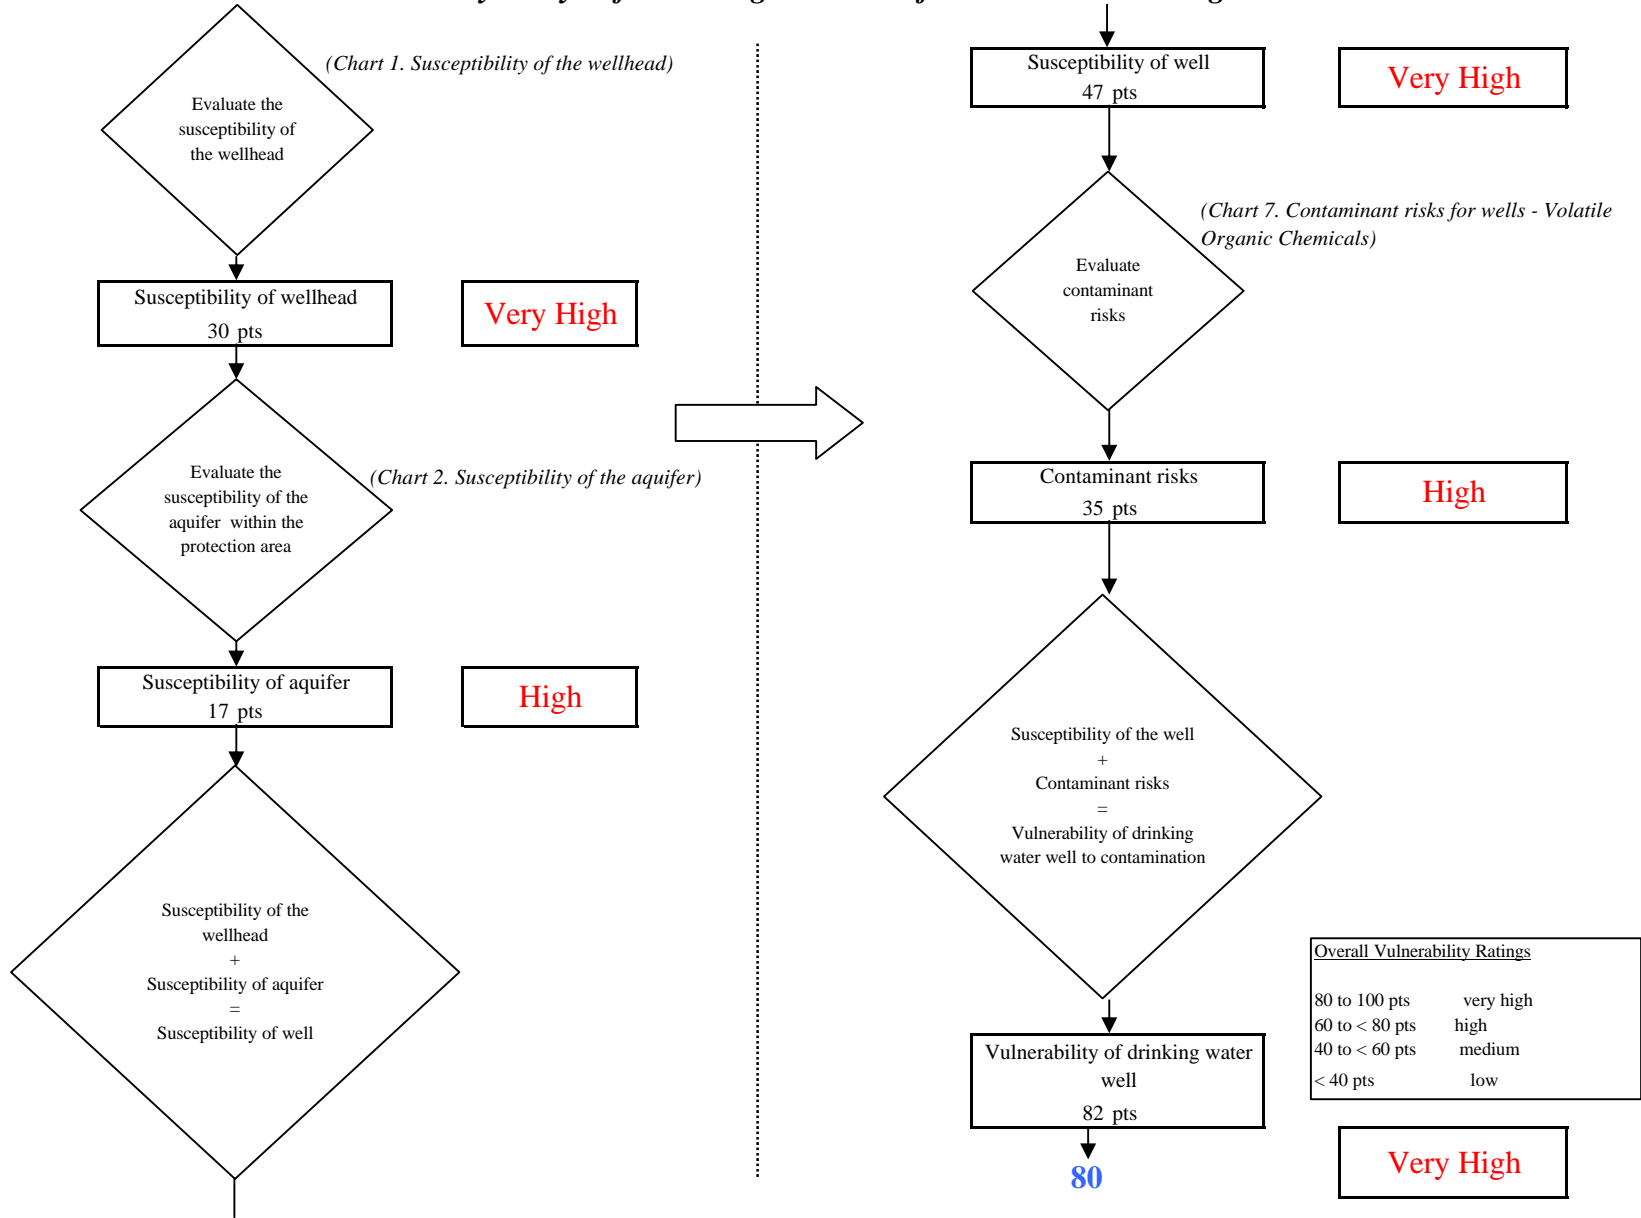 (Chart 1. Susceptibility of the wellhead)
Evaluate the
susceptibility of
the wellhead
Susceptibility of wellhead
30 pts
Very High
(Chart 2. Susceptibility of the aquifer)
Evaluate the
susceptibility of the
aquifer within the
protection area
Susceptibility of aquifer
17 pts
High
Susceptibility of the
wellhead
+
Susceptibility of aquifer
=
Susceptibility of well
Susceptibility of well
47 pts
Very High
(Chart 7. Contaminant risks for wells - Volatile
Organic Chemicals)
Evaluate
contaminant
risks
Contaminant risks
35 pts
High
Susceptibility of the well
+
Contaminant risks
=
Vulnerability of drinking
water well to contamination
Overall Vulnerability Ratings
80 to 100 pts very high
60 to < 80 pts high
40 to < 60 pts medium
< 40 pts low
Vulnerability of drinking water
well
82 pts
80
Very High